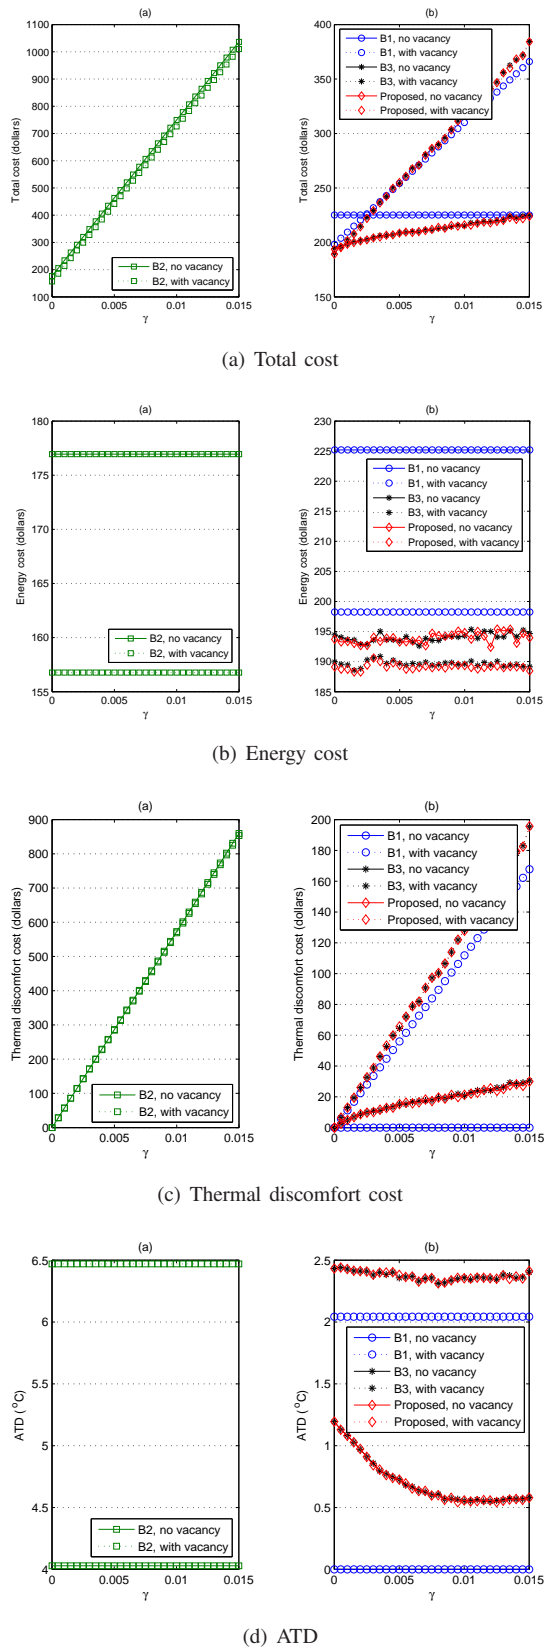 (a)
Total cost (dollars)
1100
1000
900
800
700
600
500
400
300
200
100
0
0.005
0.01
0.015
γ
B2, no vacancy
B2, with vacancy
(b)
Total cost (dollars)
400
350
300
250
200
150
0
0.005
0.01
0.015
γ
B1, no vacancy
B1, with vacancy
B3, no vacancy
B3, with vacancy
Proposed, no vacancy
Proposed, with vacancy
(a) Total cost
(a)
Energy cost (dollars)
180
175
170
165
160
155
0
0.005
0.01
0.015
γ
B2, no vacancy
B2, with vacancy
(b)
Energy cost (dollars)
230
225
220
215
210
205
200
195
190
185
0
0.005
0.01
0.015
γ
B1, no vacancy
B1, with vacancy
B3, no vacancy
B3, with vacancy
Proposed, no vacancy
Proposed, with vacancy
(b) Energy cost
(a)
Thermal discomfort cost (dollars)
900
800
700
600
500
400
300
200
100
0
0
0.005
0.01
0.015
γ
B2, no vacancy
B2, with vacancy
(b)
Thermal discomfort cost (dollars)
200
180
160
140
120
100
80
60
40
20
0
0
0.005
0.01
0.015
γ
B1, no vacancy
B1, with vacancy
B3, no vacancy
B3, with vacancy
Proposed, no vacancy
Proposed, with vacancy
(c) Thermal discomfort cost
(a)
ATD (°C)
6.5
6
5.5
5
4.5
4
0
0.005
0.01
0.015
γ
B2, no vacancy
B2, with vacancy
(b)
ATD (°C)
2.5
2
1.5
1
0.5
0
0
0.005
0.01
0.015
γ
B1, no vacancy
B1, with vacancy
B3, no vacancy
B3, with vacancy
Proposed, no vacancy
Proposed, with vacancy
(d) ATD